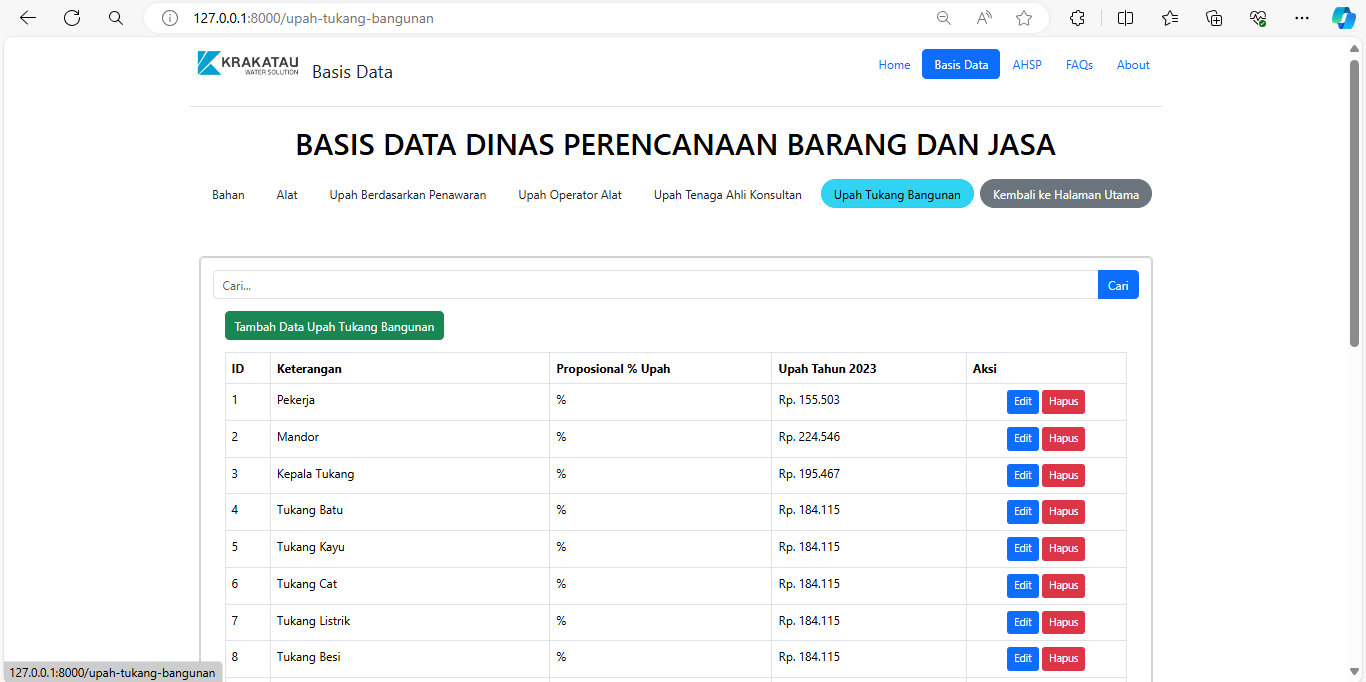 127.0.0.1:8000/upah-tukang-bangunan
KRAKATAU
WATER SOLUTION
Basis Data
Home Basis Data AHSP FAQs About
BASIS DATA DINAS PERENCANAAN BARANG DAN JASA
Bahan Alat Upah Berdasarkan Penawaran Upah Operator Alat Upah Tenaga Ahli Konsultan Upah Tukang Bangunan Kembali ke Halaman Utama
Cari... Cari
Tambah Data Upah Tukang Bangunan
ID Keterangan Proposional % Upah Upah Tahun 2023 Aksi
1 Pekerja % Rp. 155.503 Edit Hapus
2 Mandor % Rp. 224.546 Edit Hapus
3 Kepala Tukang % Rp. 195.467 Edit Hapus
4 Tukang Batu % Rp. 184.115 Edit Hapus
5 Tukang Kayu % Rp. 184.115 Edit Hapus
6 Tukang Cat % Rp. 184.115 Edit Hapus
7 Tukang Listrik % Rp. 184.115 Edit Hapus
8 Tukang Besi % Rp. 184.115 Edit Hapus
127.0.0.1:8000/upah-tukang-bangunan